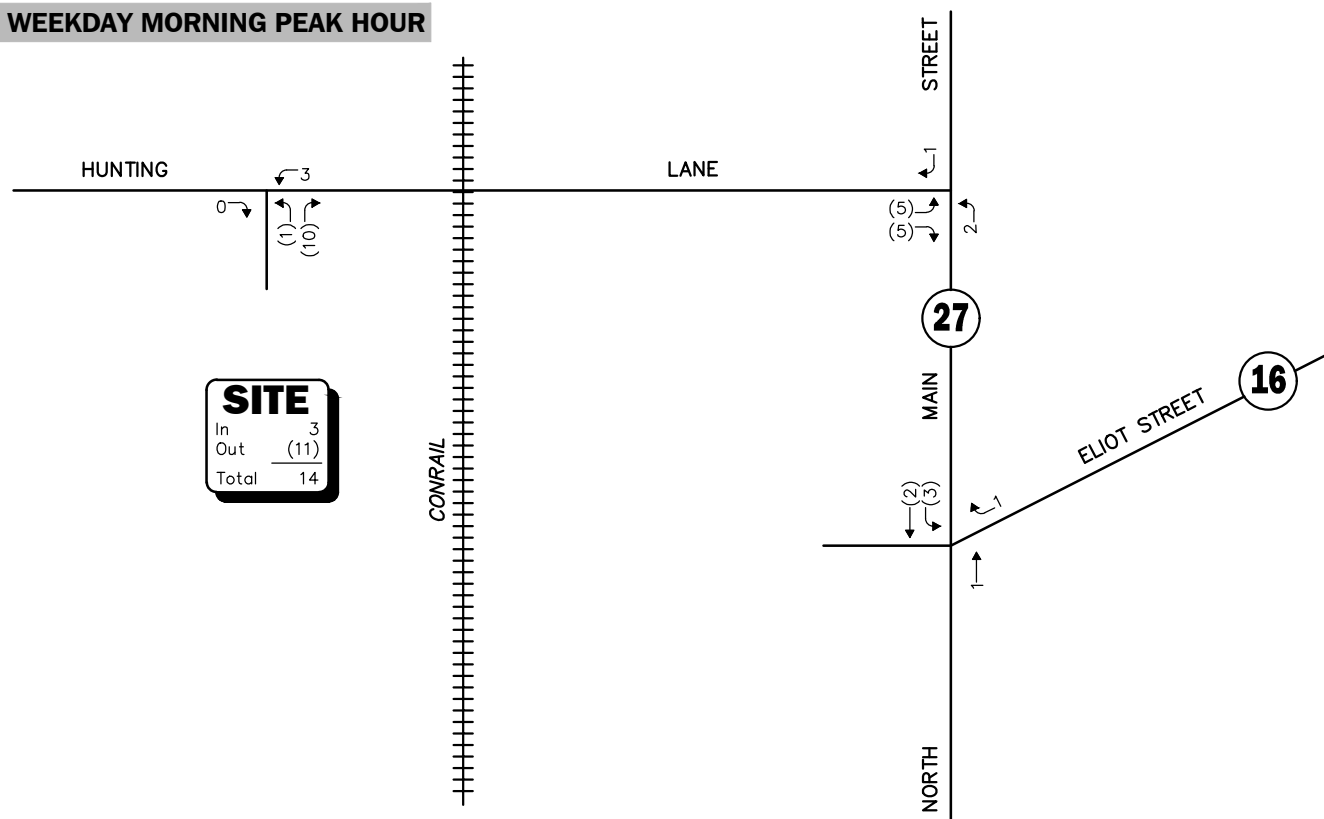 WEEKDAY MORNING PEAK HOUR
STREET
HUNTING
LANE
3
0
(1)
(10)
1
(5)
(5)
2
27
16
MAIN
ELIOT STREET
SITE
In 3
Out (11)
Total 14
CONRAIL
(2)
(3)
1
1
NORTH